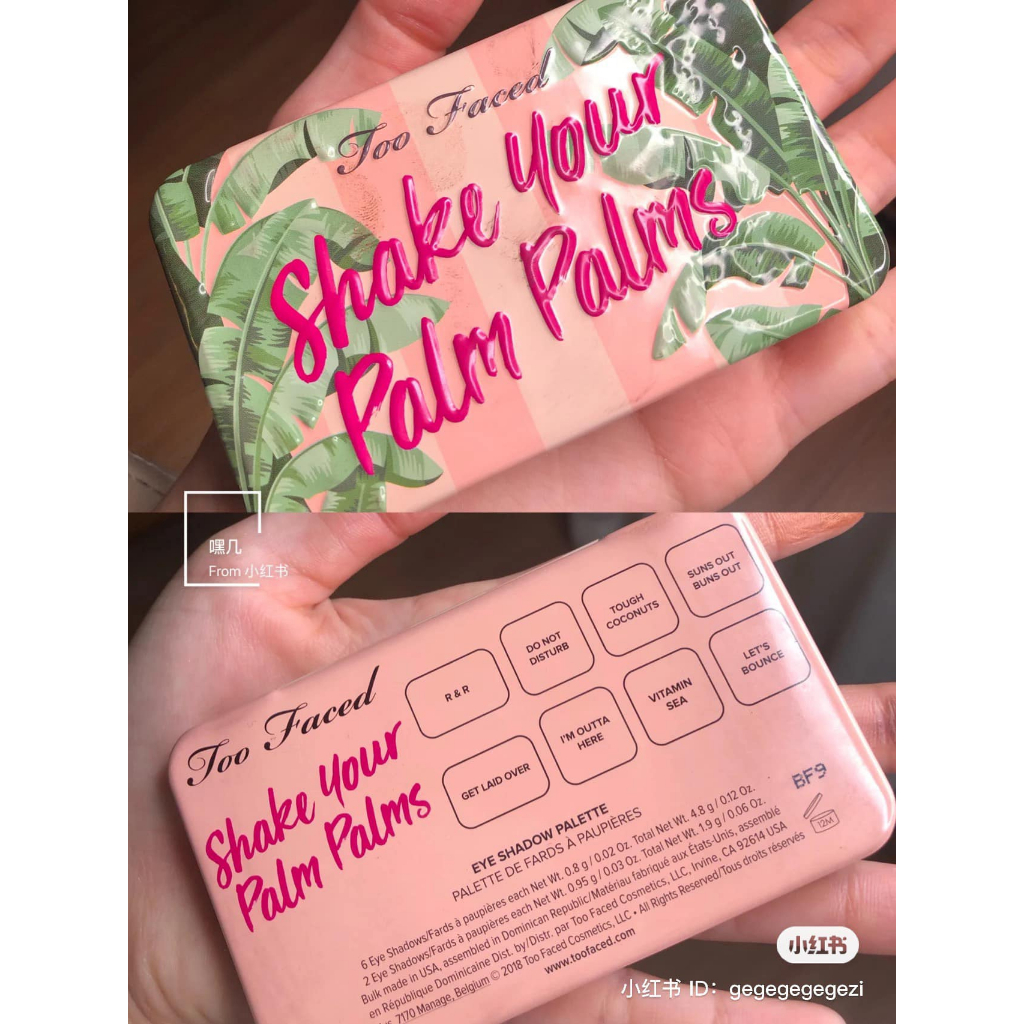 Too Faced
Shake Your
Palm Palms
嘿几
From 小红书
Too Faced
Shake Your
Palm Palms
R & R
DO NOT
DISTURB
TOUGH
COCONUTS
SUNS OUT
BUNS OUT
GET LAID OVER
I'M OUTTA
HERE
VITAMIN
SEA
LET'S
BOUNCE
EYE SHADOW PALETTE
PALETTE DE FARDS À PAUPIÈRES
6 Eye Shadows/Fards à paupières each Net Wt. 0.8 g / 0.02 Oz. Total Net Wt. 4.8 g / 0.12 Oz.
2 Eye Shadows/Fards à paupières each Net Wt. 0.95 g / 0.03 Oz. Total Net Wt. 1.9 g / 0.06 Oz.
Bulk made in USA, assembled in Dominican Republic/Matériau fabriqué aux États-Unis, assemblé
en République Dominicaine Dist. by/Distr. par Too Faced Cosmetics, LLC, Irvine, CA 92614 USA
7170 Manage, Belgium © 2018 Too Faced Cosmetics, LLC • All Rights Reserved/Tous droits réservés
www.toofaced.com
BF9
12M
小红书
小红书 ID：gegegegegezi